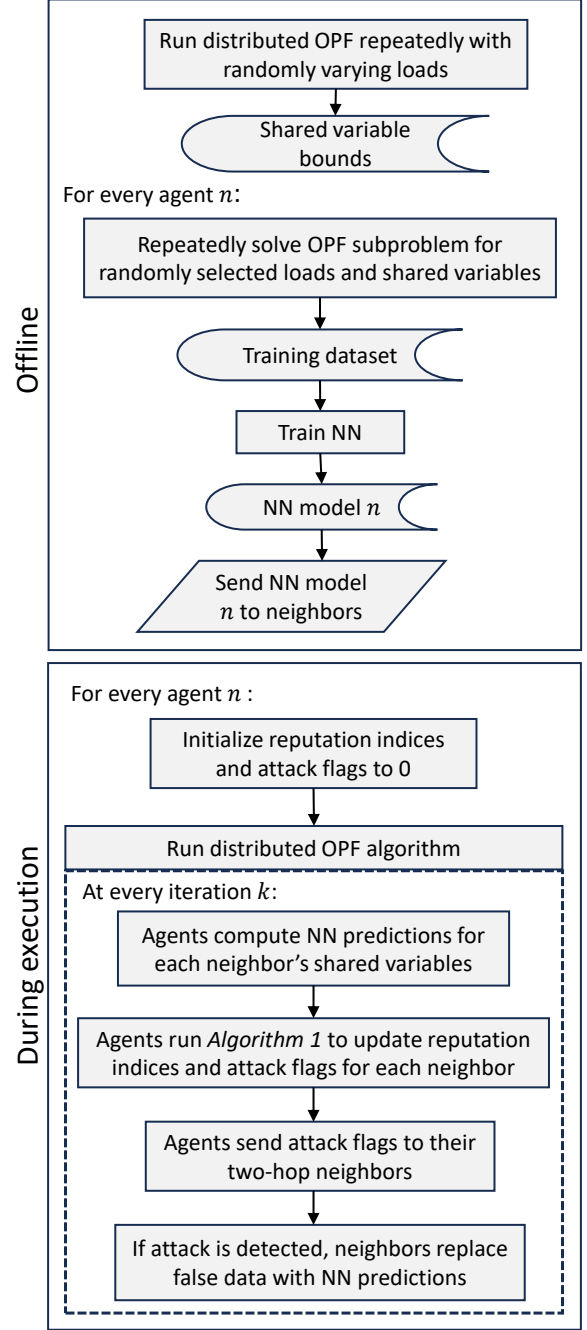 Offline
Run distributed OPF repeatedly with
randomly varying loads
Shared variable
bounds
For every agent n:
Repeatedly solve OPF subproblem for
randomly selected loads and shared variables
Training dataset
Train NN
NN model n
Send NN model
n to neighbors
During execution
For every agent n :
Initialize reputation indices
and attack flags to 0
Run distributed OPF algorithm
At every iteration k:
Agents compute NN predictions for
each neighbor's shared variables
Agents run Algorithm 1 to update reputation
indices and attack flags for each neighbor
Agents send attack flags to their
two-hop neighbors
If attack is detected, neighbors replace
false data with NN predictions